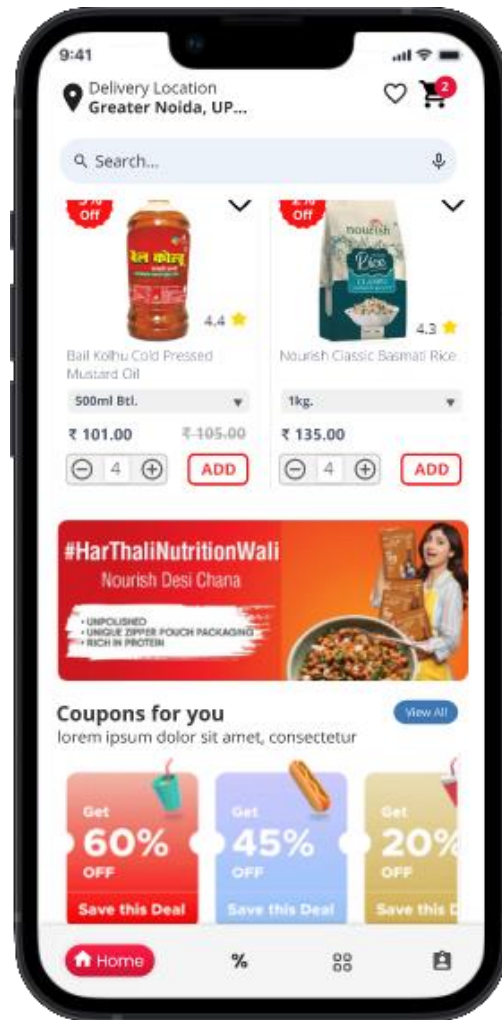 9:41
Delivery Location
Greater Noidа, UP...
2
Search...
Off
Off
बैल कोल्हू
nourish
Rice
CLASSIC
4.4
4.3
Bail Kolhu Cold Pressed
Mustard Oil
Nourish Classic Basmati Rice
500ml Btl.
1kg.
₹ 101.00
₹ 105.00
₹ 135.00
4
ADD
4
ADD
#HarThaliNutritionWali
Nourish Desi Chana
• UNPOLISHED
• UNIQUE ZIPPER POUCH PACKAGING
• RICH IN PROTEIN
Coupons for you
View All
lorem ipsum dolor sit amet, consectetur
Get
60%
OFF
Save this Deal
Get
45%
OFF
Save this Deal
Get
20%
OFF
Save this D
Home
%